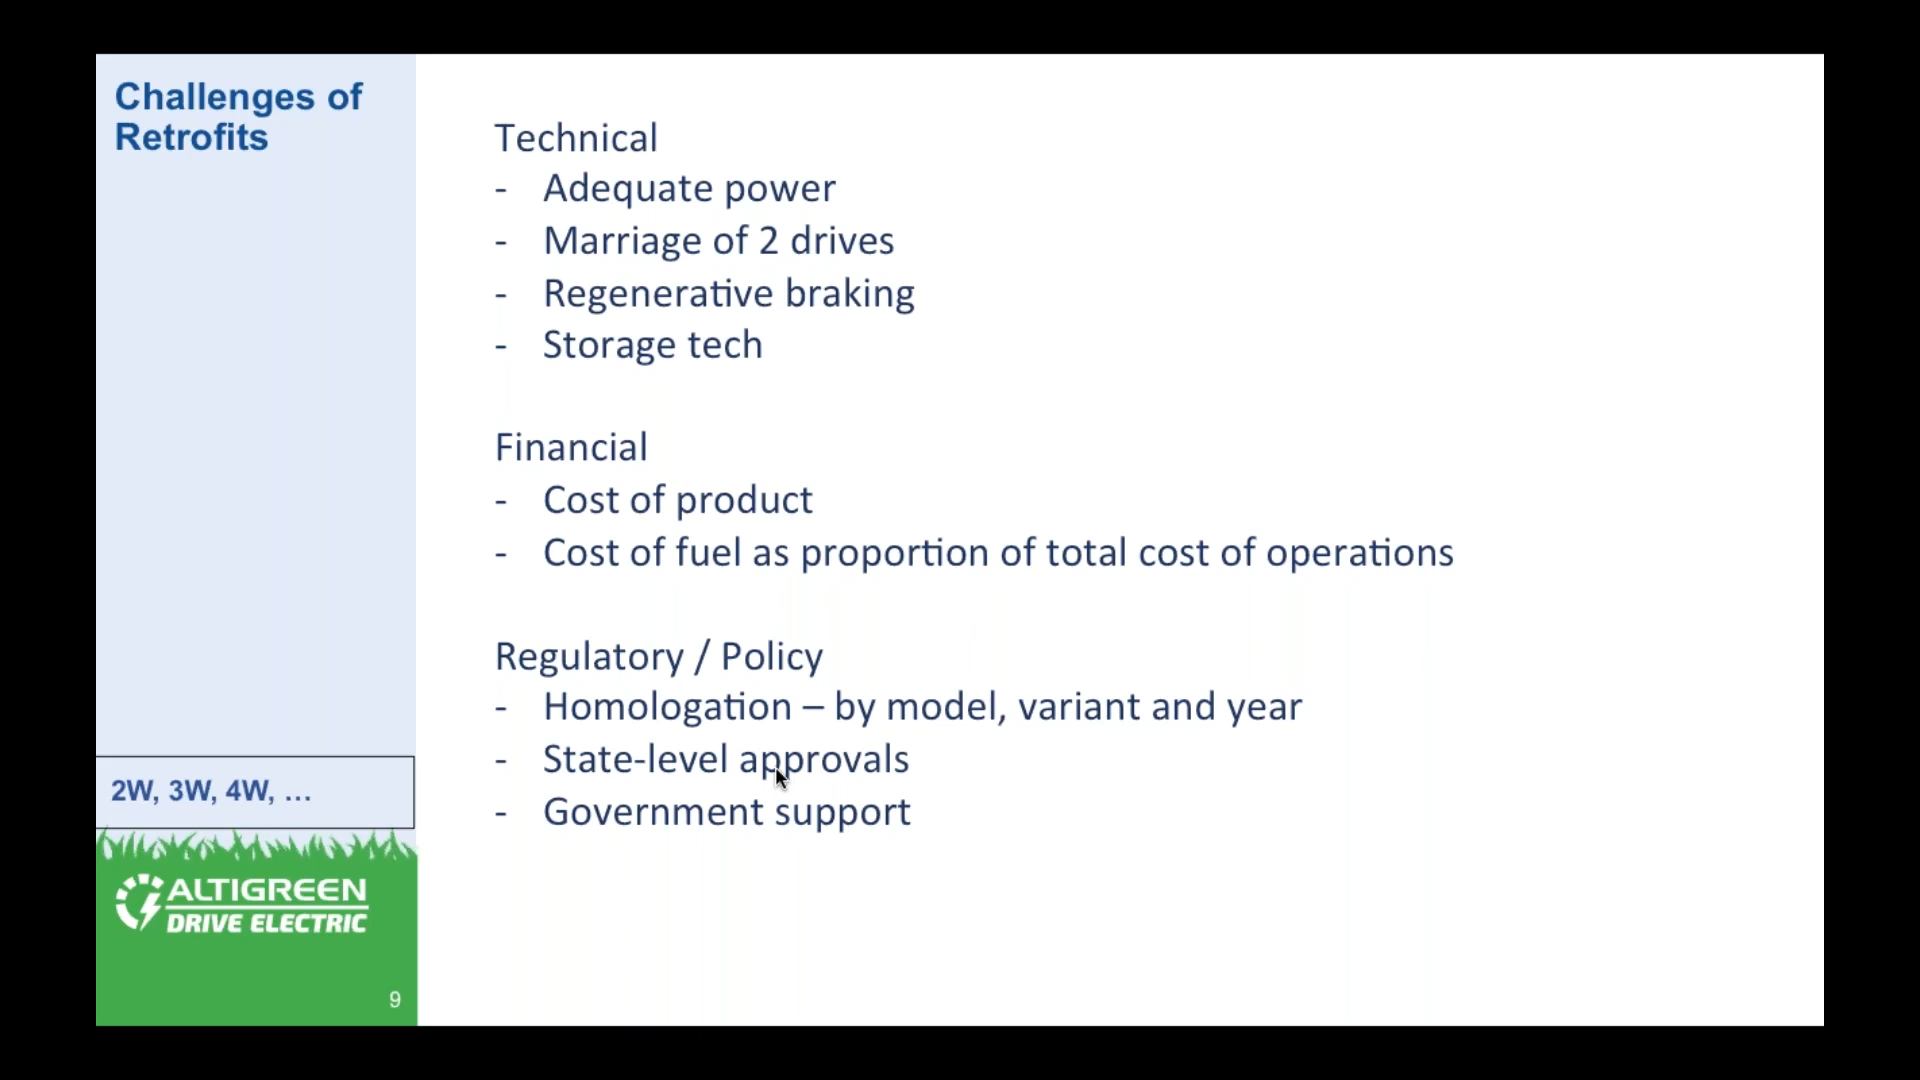 Challenges of
Retrofits
Technical
- Adequate power
- Marriage of 2 drives
- Regenerative braking
- Storage tech
Financial
- Cost of product
- Cost of fuel as proportion of total cost of operations
Regulatory / Policy
- Homologation – by model, variant and year
- State-level approvals
- Government support
2W, 3W, 4W, ...
ALTIGREEN
DRIVE ELECTRIC
9